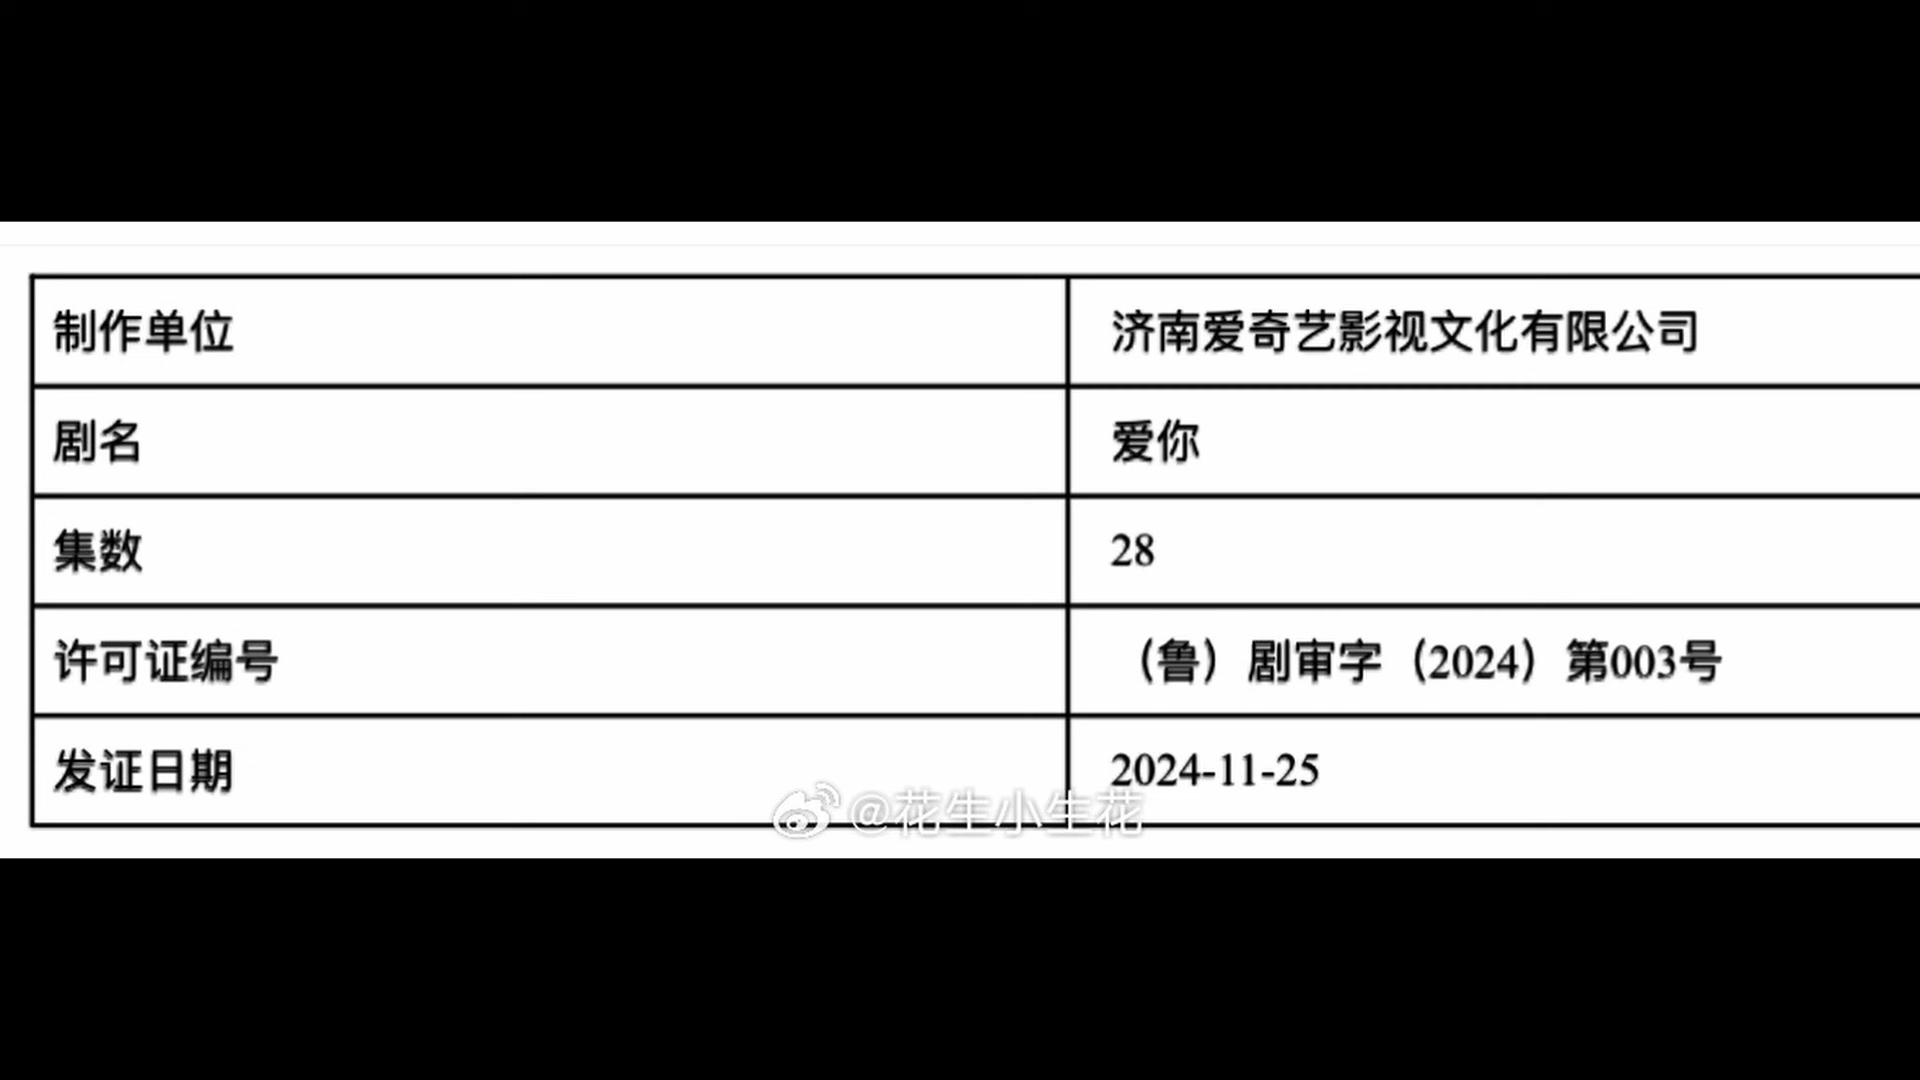 制作单位 济南爱奇艺影视文化有限公司
剧名 爱你
集数 28
许可证编号 （鲁）剧审字（2024）第003号
发证日期 2024-11-25
@花生小生花